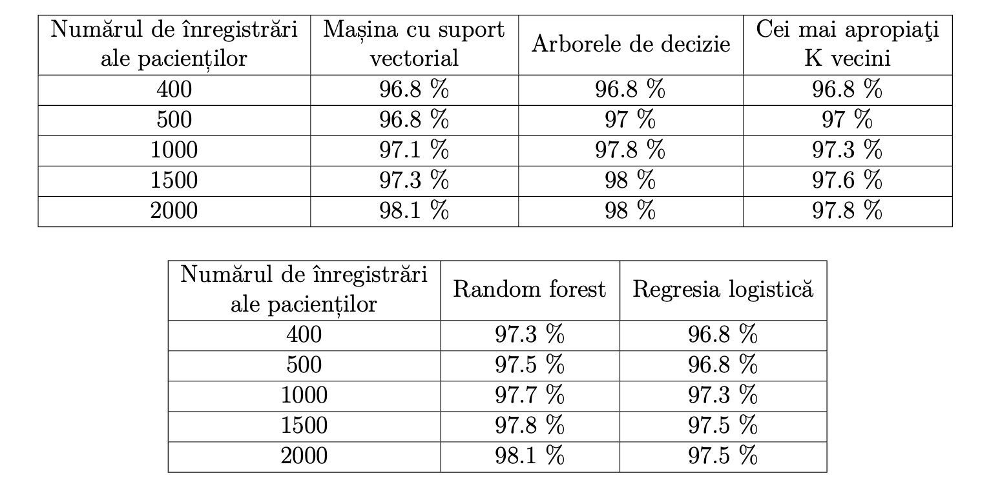 Numărul de înregistrări ale pacienților Mașina cu suport vectorial Arborele de decizie Cei mai apropiaţi K vecini
400 96.8 % 96.8 % 96.8 %
500 96.8 % 97 % 97 %
1000 97.1 % 97.8 % 97.3 %
1500 97.3 % 98 % 97.6 %
2000 98.1 % 98 % 97.8 %
Numărul de înregistrări ale pacienților Random forest Regresia logistică
400 97.3 % 96.8 %
500 97.5 % 96.8 %
1000 97.7 % 97.3 %
1500 97.8 % 97.5 %
2000 98.1 % 97.5 %